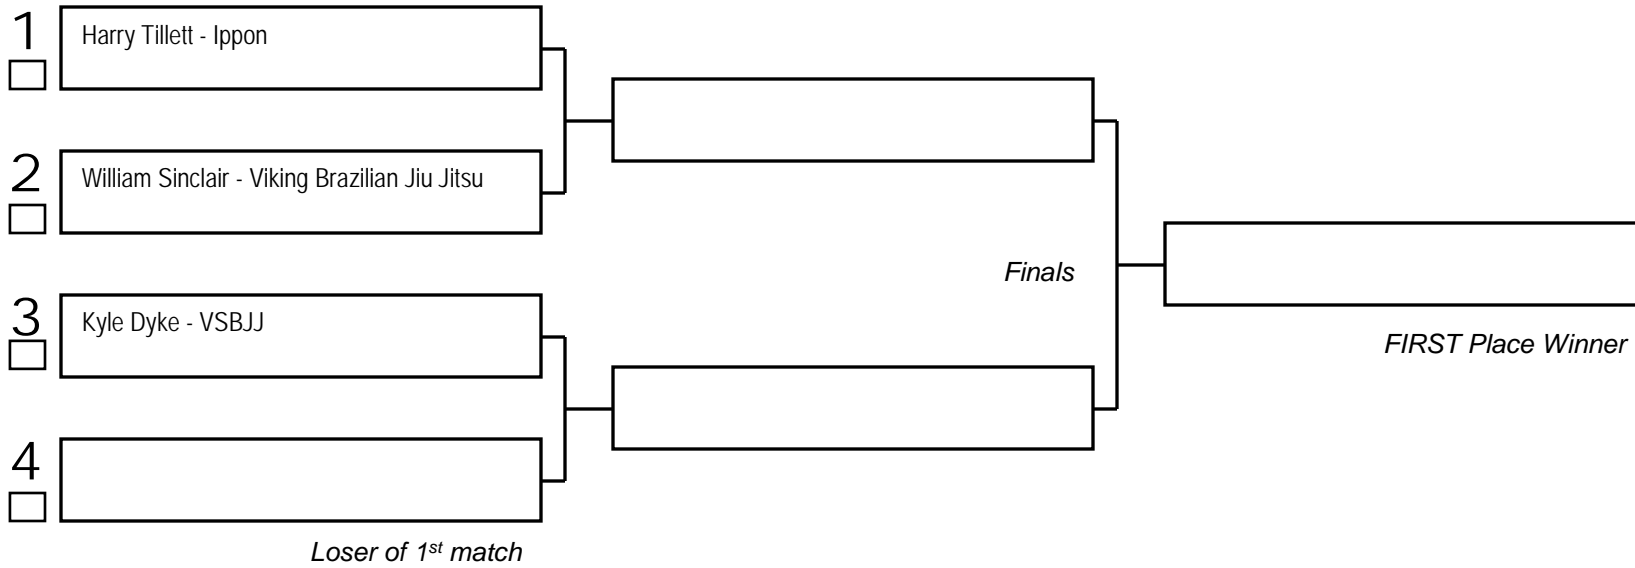 1
Harry Tillett - Ippon
2
William Sinclair - Viking Brazilian Jiu Jitsu
Finals
3
Kyle Dyke - VSBJJ
FIRST Place Winner
4
Loser of 1st match